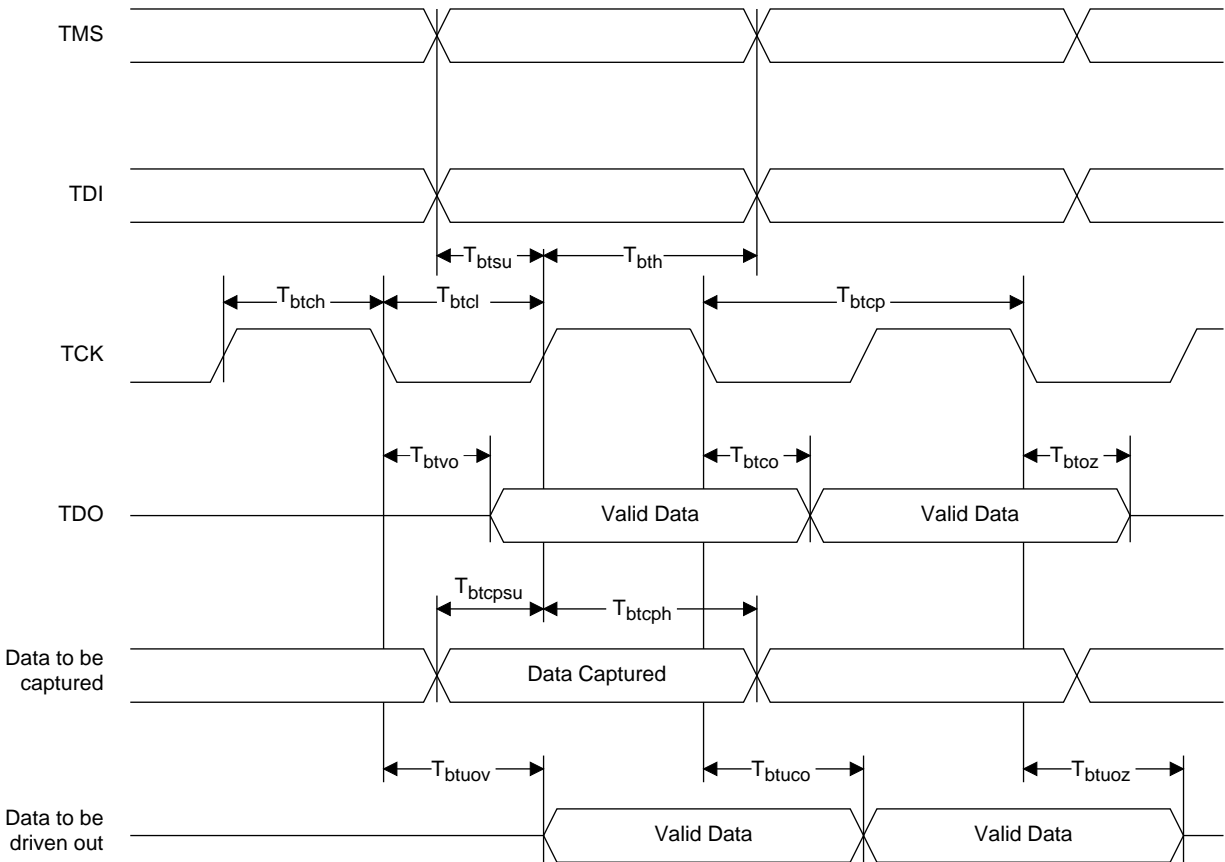 TMS
TDI
Tbtsu
Tbth
Tbtch
Tbtcl
Tbtcp
TCK
Tbtvo
Tbtco
Tbtoz
TDO
Valid Data
Valid Data
Tbtcpsu
Tbtcph
Data to be
captured
Data Captured
Tbtuov
Tbtuco
Tbtuoz
Data to be
driven out
Valid Data
Valid Data